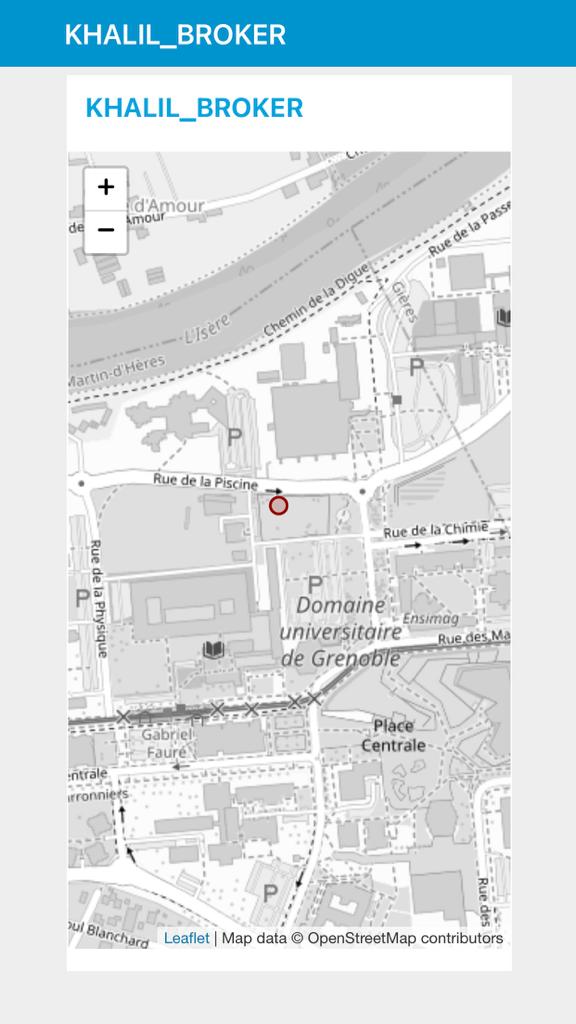 KHALIL_BROKER
KHALIL_BROKER
+
−
d'Amour
Amour
L'Isère
Chemin de la Digue
Rue de la Passe
Gières
Martin-d'Hères
P
P
Rue de la Piscine
Rue de la Chimie
Rue de la Physique
P
P
Domaine
universitaire
de Grenoble
Ensimag
Rue des Ma
Gabriel
Fauré
Place
Centrale
entrale
arronniers
P
Rue des
oul Blanchard
Leaflet | Map data © OpenStreetMap contributors